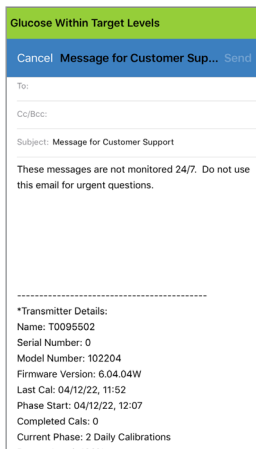 Glucose Within Target Levels
Cancel Message for Customer Sup... Send
To:
Cc/Bcc:
Subject: Message for Customer Support
These messages are not monitored 24/7. Do not use
this email for urgent questions.
-------------------------------------------
*Transmitter Details:
Name: T0095502
Serial Number: 0
Model Number: 102204
Firmware Version: 6.04.04W
Last Cal: 04/12/22, 11:52
Phase Start: 04/12/22, 12:07
Completed Cals: 0
Current Phase: 2 Daily Calibrations